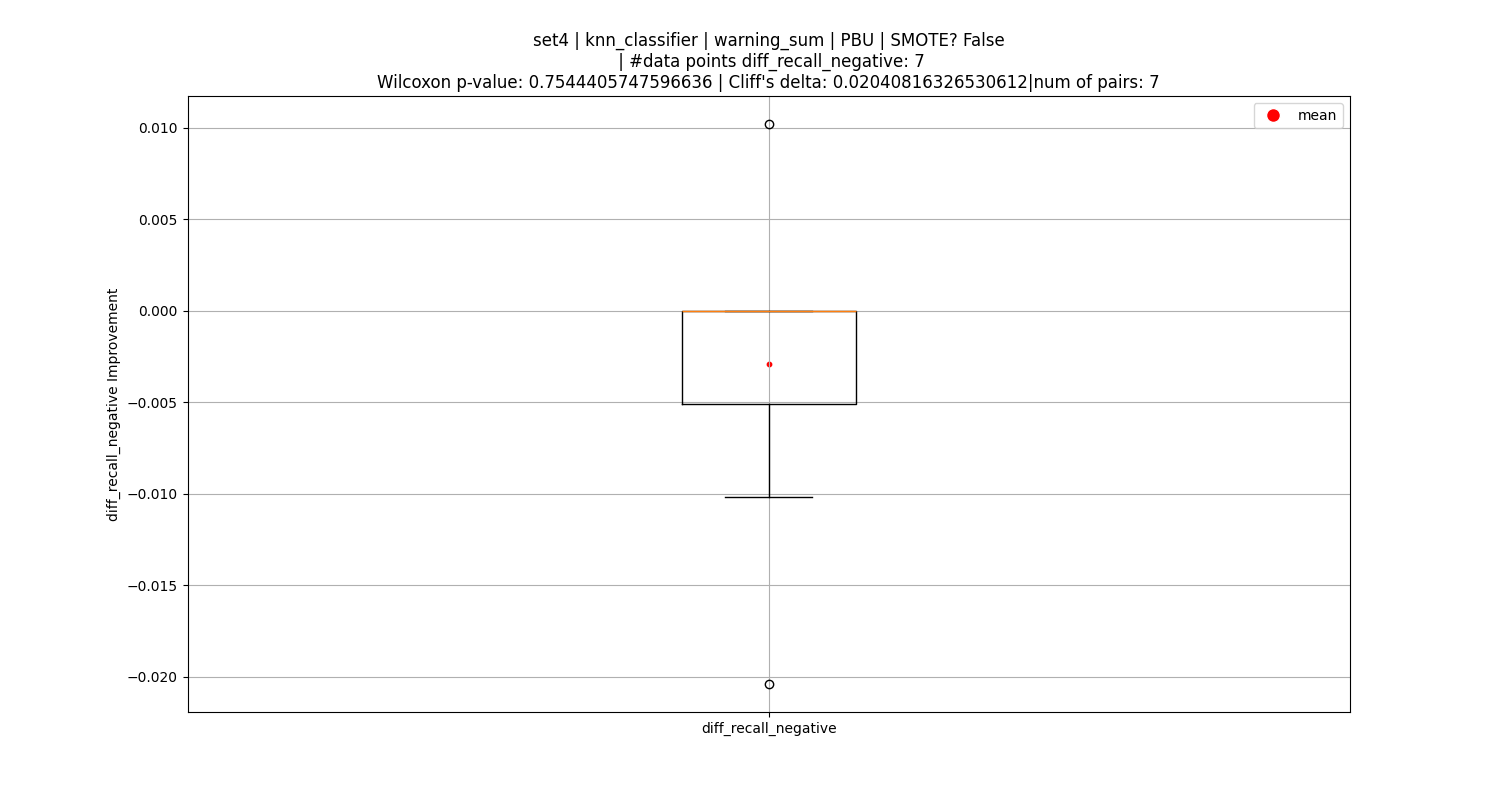 set4 | knn_classifier | warning_sum | PBU | SMOTE? False
| #data points diff_recall_negative: 7
Wilcoxon p-value: 0.7544405747596636 | Cliff's delta: 0.02040816326530612|num of pairs: 7
mean
0.010
0.005
0.000
−0.005
−0.010
−0.015
−0.020
diff_recall_negative Improvement
diff_recall_negative